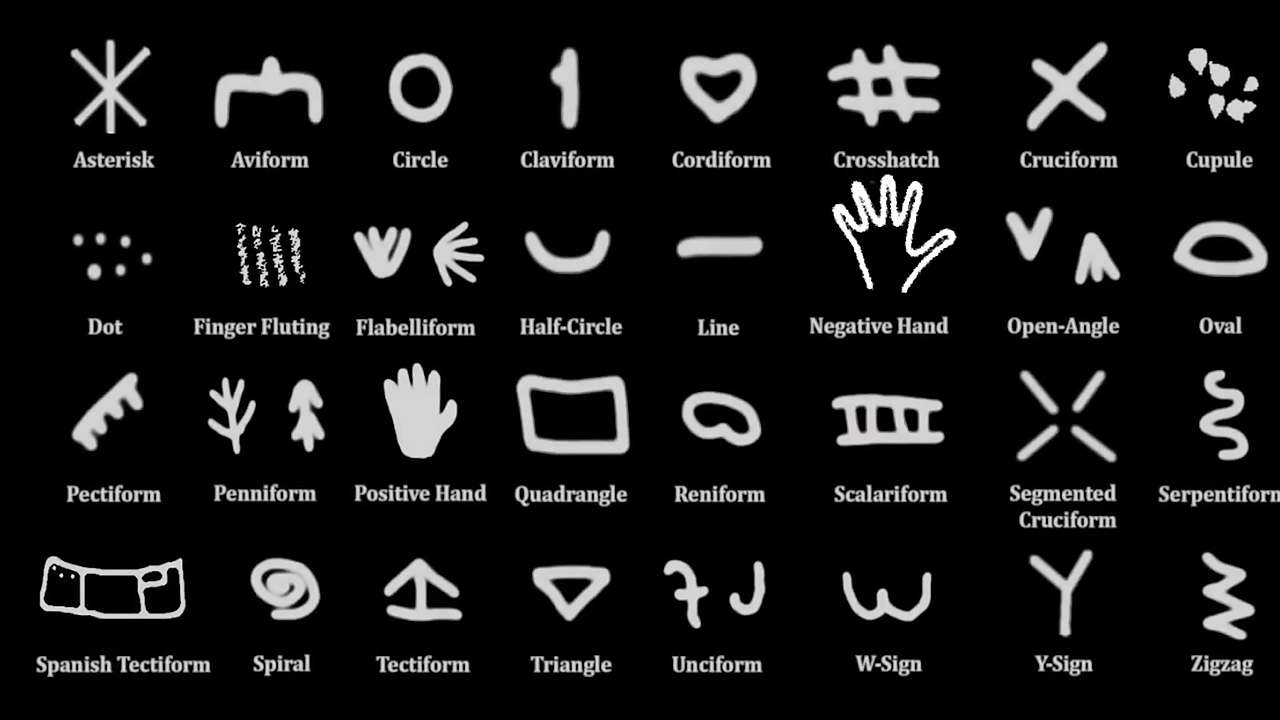 Asterisk Aviform Circle Claviform Cordiform Crosshatch Cruciform Cupule
Dot Finger Fluting Flabelliform Half-Circle Line Negative Hand Open-Angle Oval
Pectiform Penniform Positive Hand Quadrangle Reniform Scalariform Segmented Serpentiform
Cruciform
Spanish Tectiform Spiral Tectiform Triangle Unciform W-Sign Y-Sign Zigzag